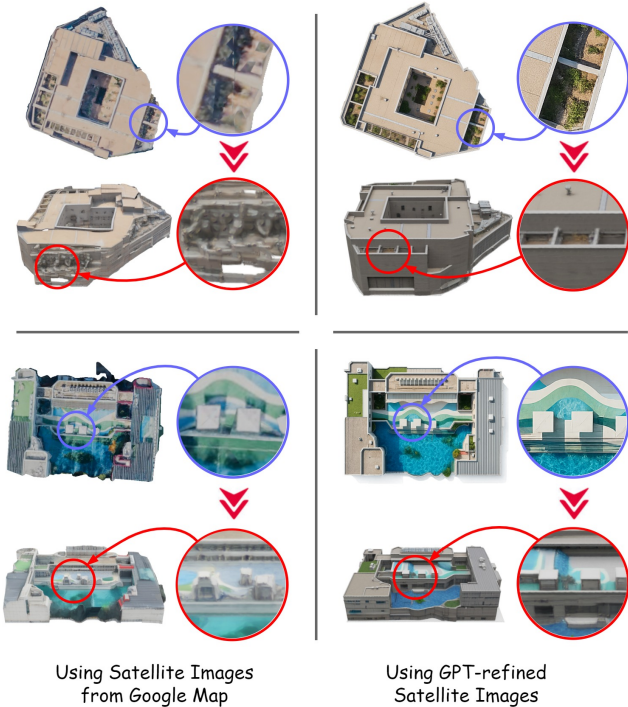 Using Satellite Images
from Google Map
Using GPT-refined
Satellite Images